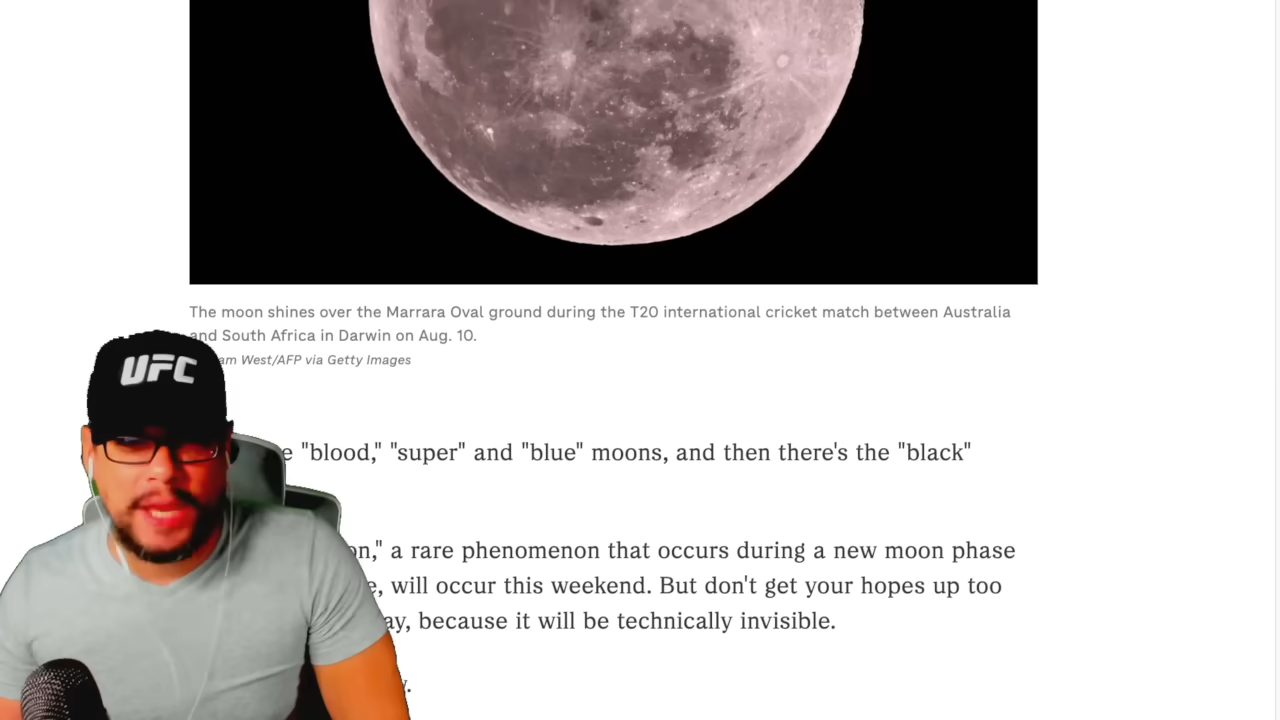 The moon shines over the Marrara Oval ground during the T20 international cricket match between Australia
and South Africa in Darwin on Aug. 10.
West/AFP via Getty Images
UFC
"blood," "super" and "blue" moons, and then there's the "black"
a rare phenomenon that occurs during a new moon phase
will occur this weekend. But don't get your hopes up too
because it will be technically invisible.